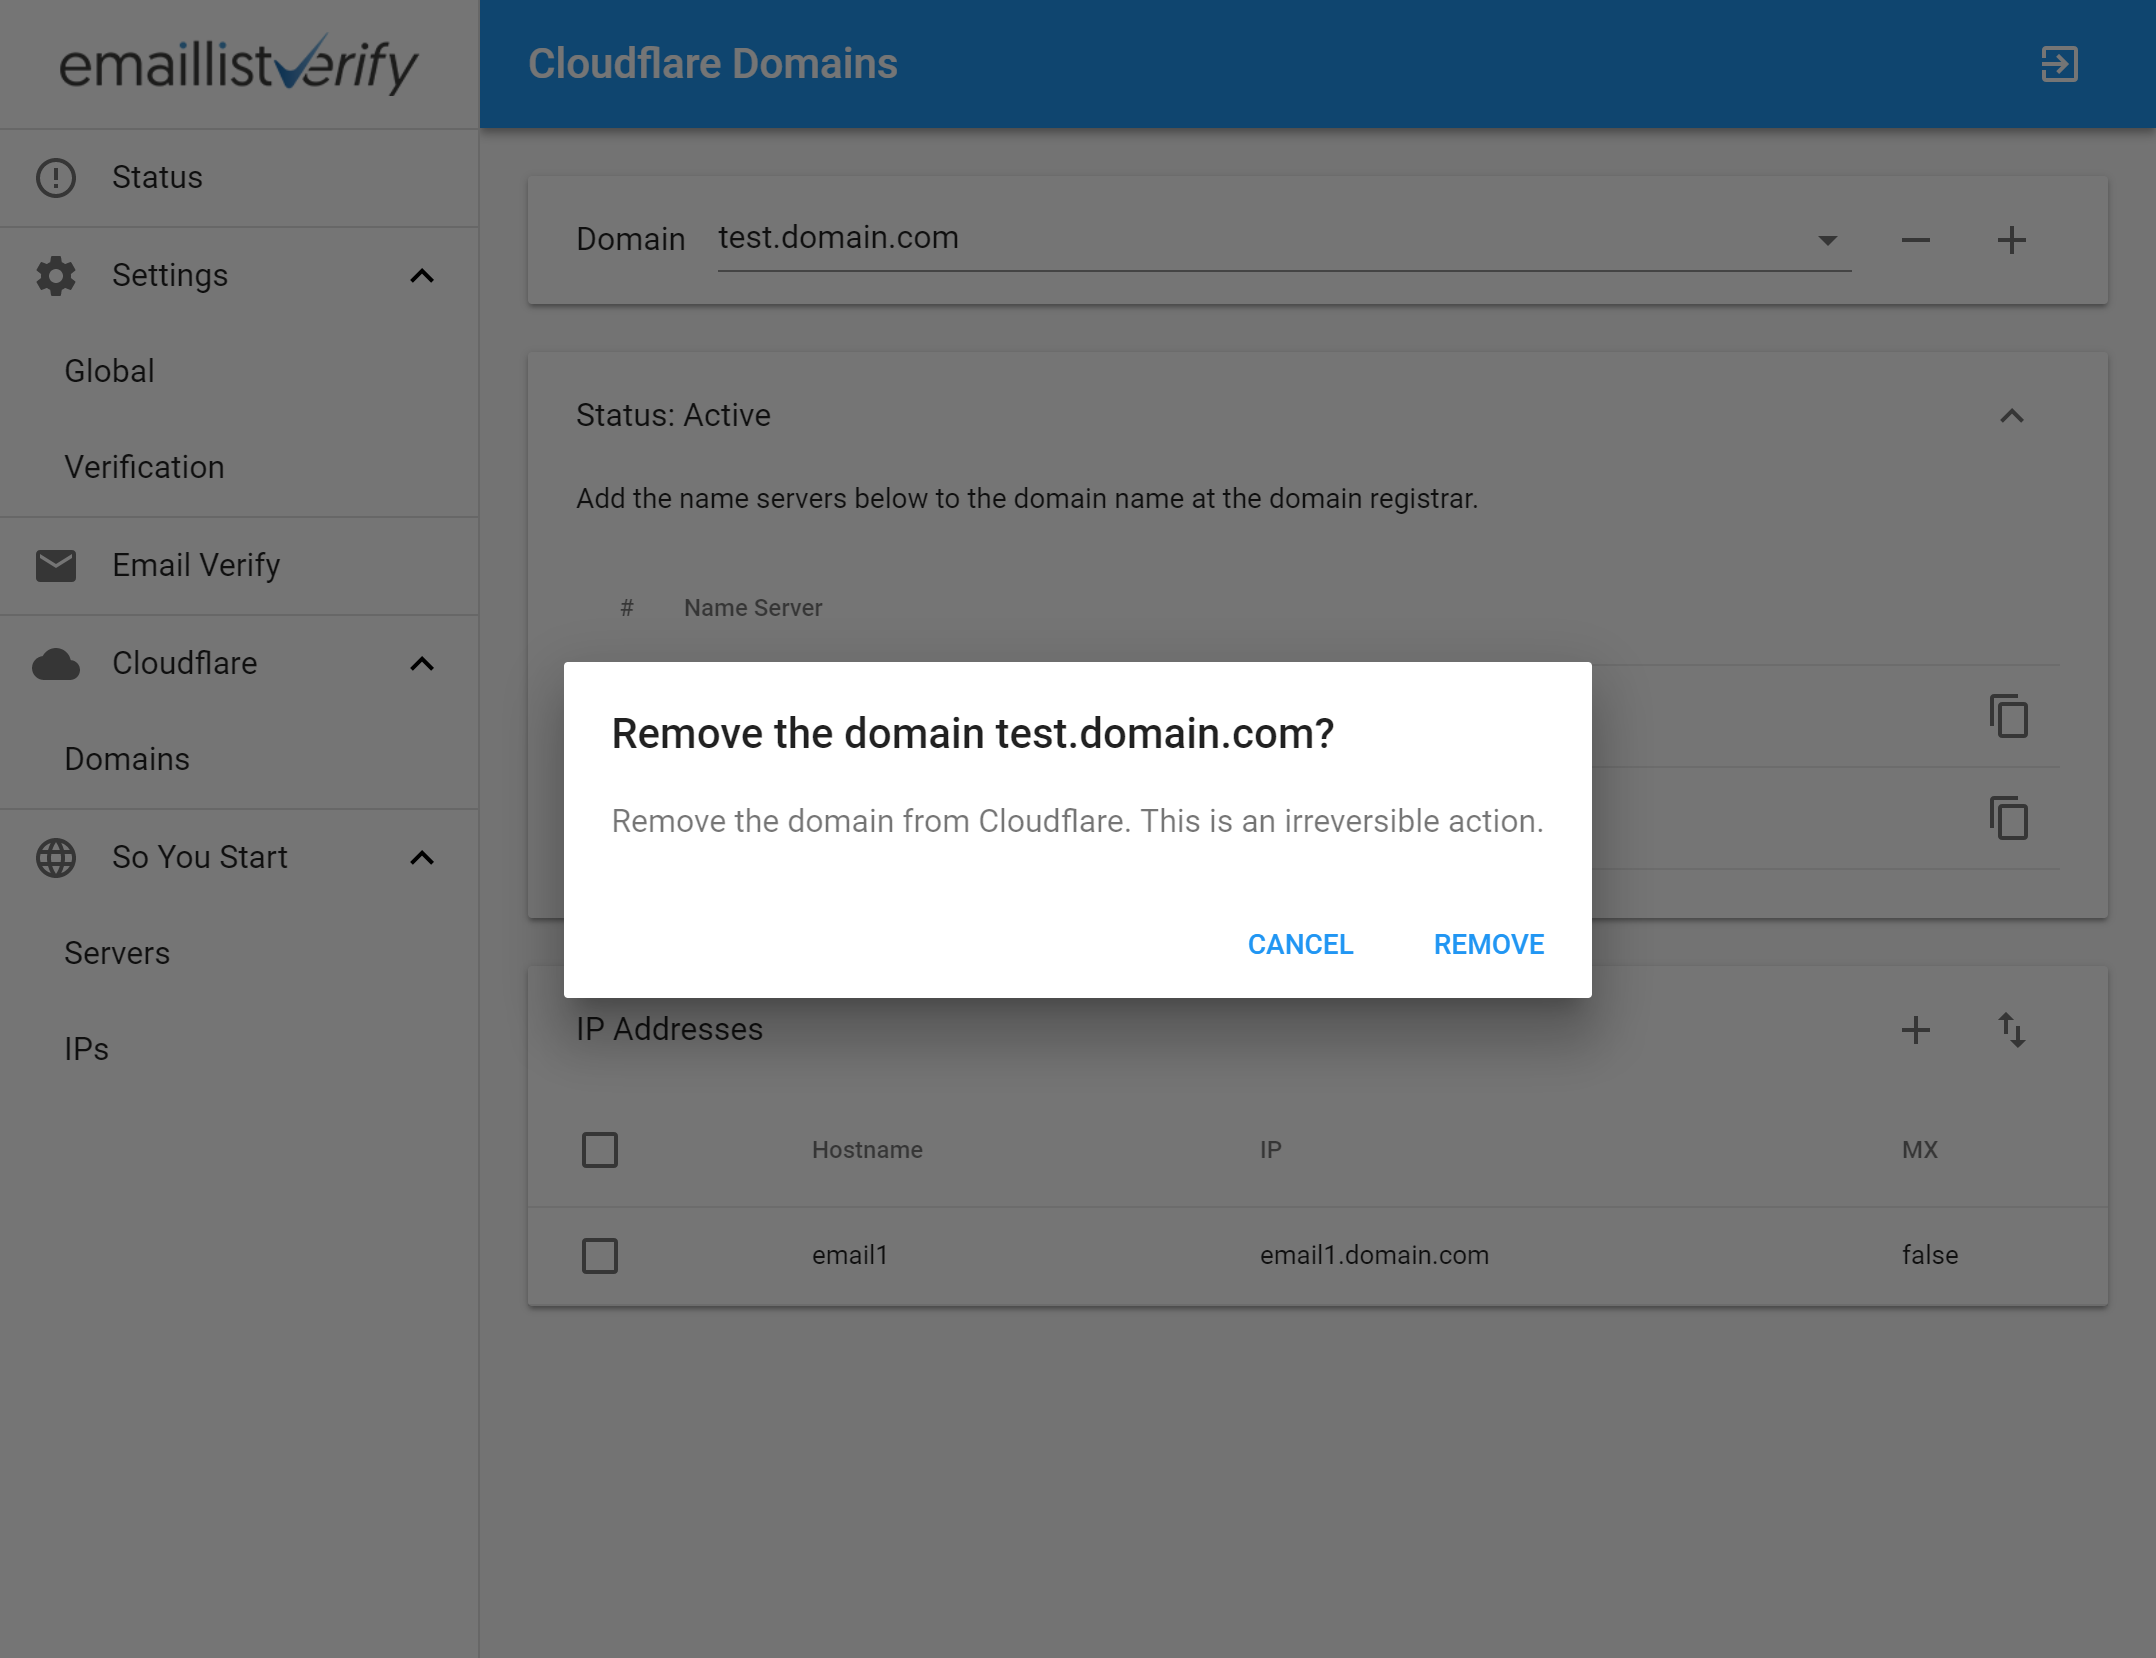 emaillistverify
Cloudflare Domains
Status
Settings
Global
Verification
Email Verify
Cloudflare
Domains
So You Start
Servers
IPs
Domain test.domain.com
Status: Active
Add the name servers below to the domain name at the domain registrar.
# Name Server
Remove the domain test.domain.com?
Remove the domain from Cloudflare. This is an irreversible action.
CANCEL REMOVE
IP Addresses
Hostname IP MX
email1 email1.domain.com false